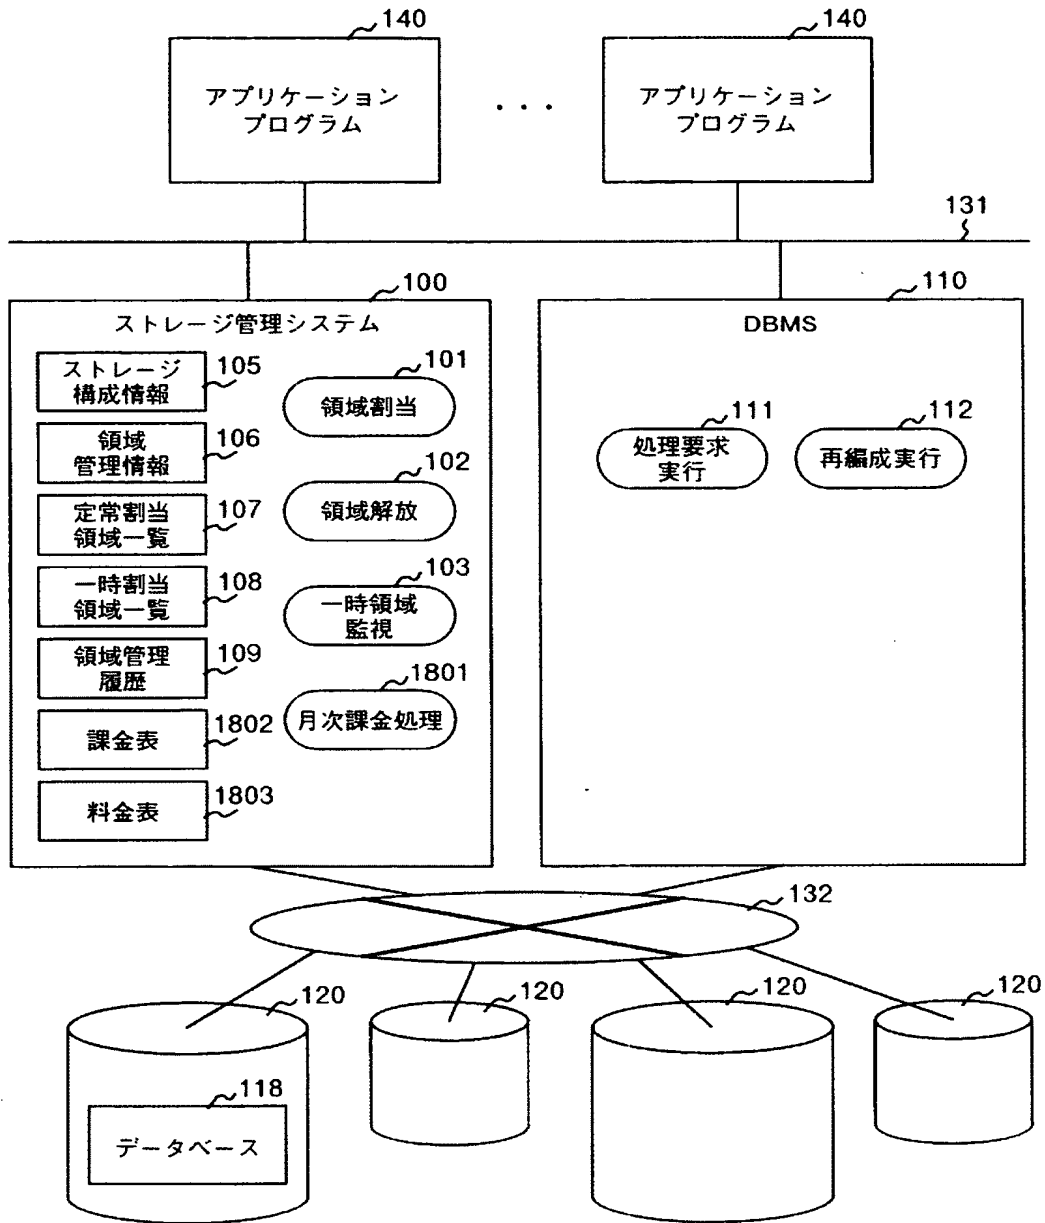 140
140
アプリケーション
プログラム
・・・
アプリケーション
プログラム
131
100
110
ストレージ管理システム
DBMS
ストレージ
構成情報
105
101
領域割当
領域
管理情報
106
102
領域解放
定常割当
領域一覧
107
103
一時領域
監視
一時割当
領域一覧
108
領域管理
履歴
109
1801
月次課金処理
課金表
1802
料金表
1803
111
処理要求
実行
112
再編成実行
132
120
120
120
120
118
データベース